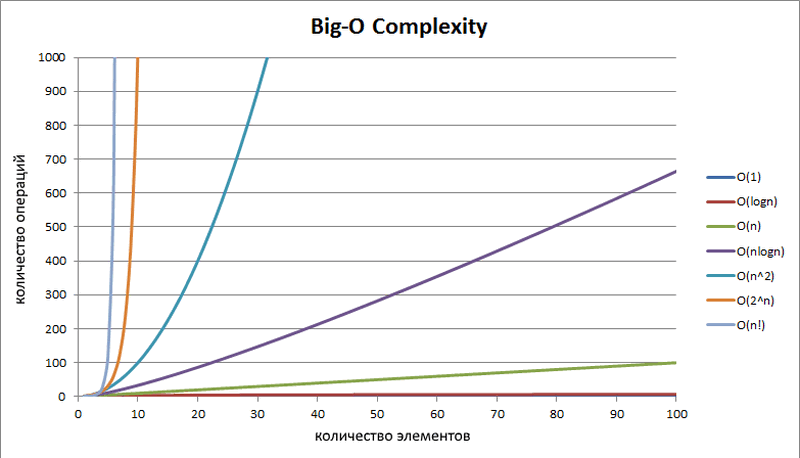 Big-O Complexity
количество операций
1000
900
800
700
600
500
400
300
200
100
0
0 10 20 30 40 50 60 70 80 90 100
количество элементов
O(1)
O(logn)
O(n)
O(nlogn)
O(n^2)
O(2^n)
O(n!)